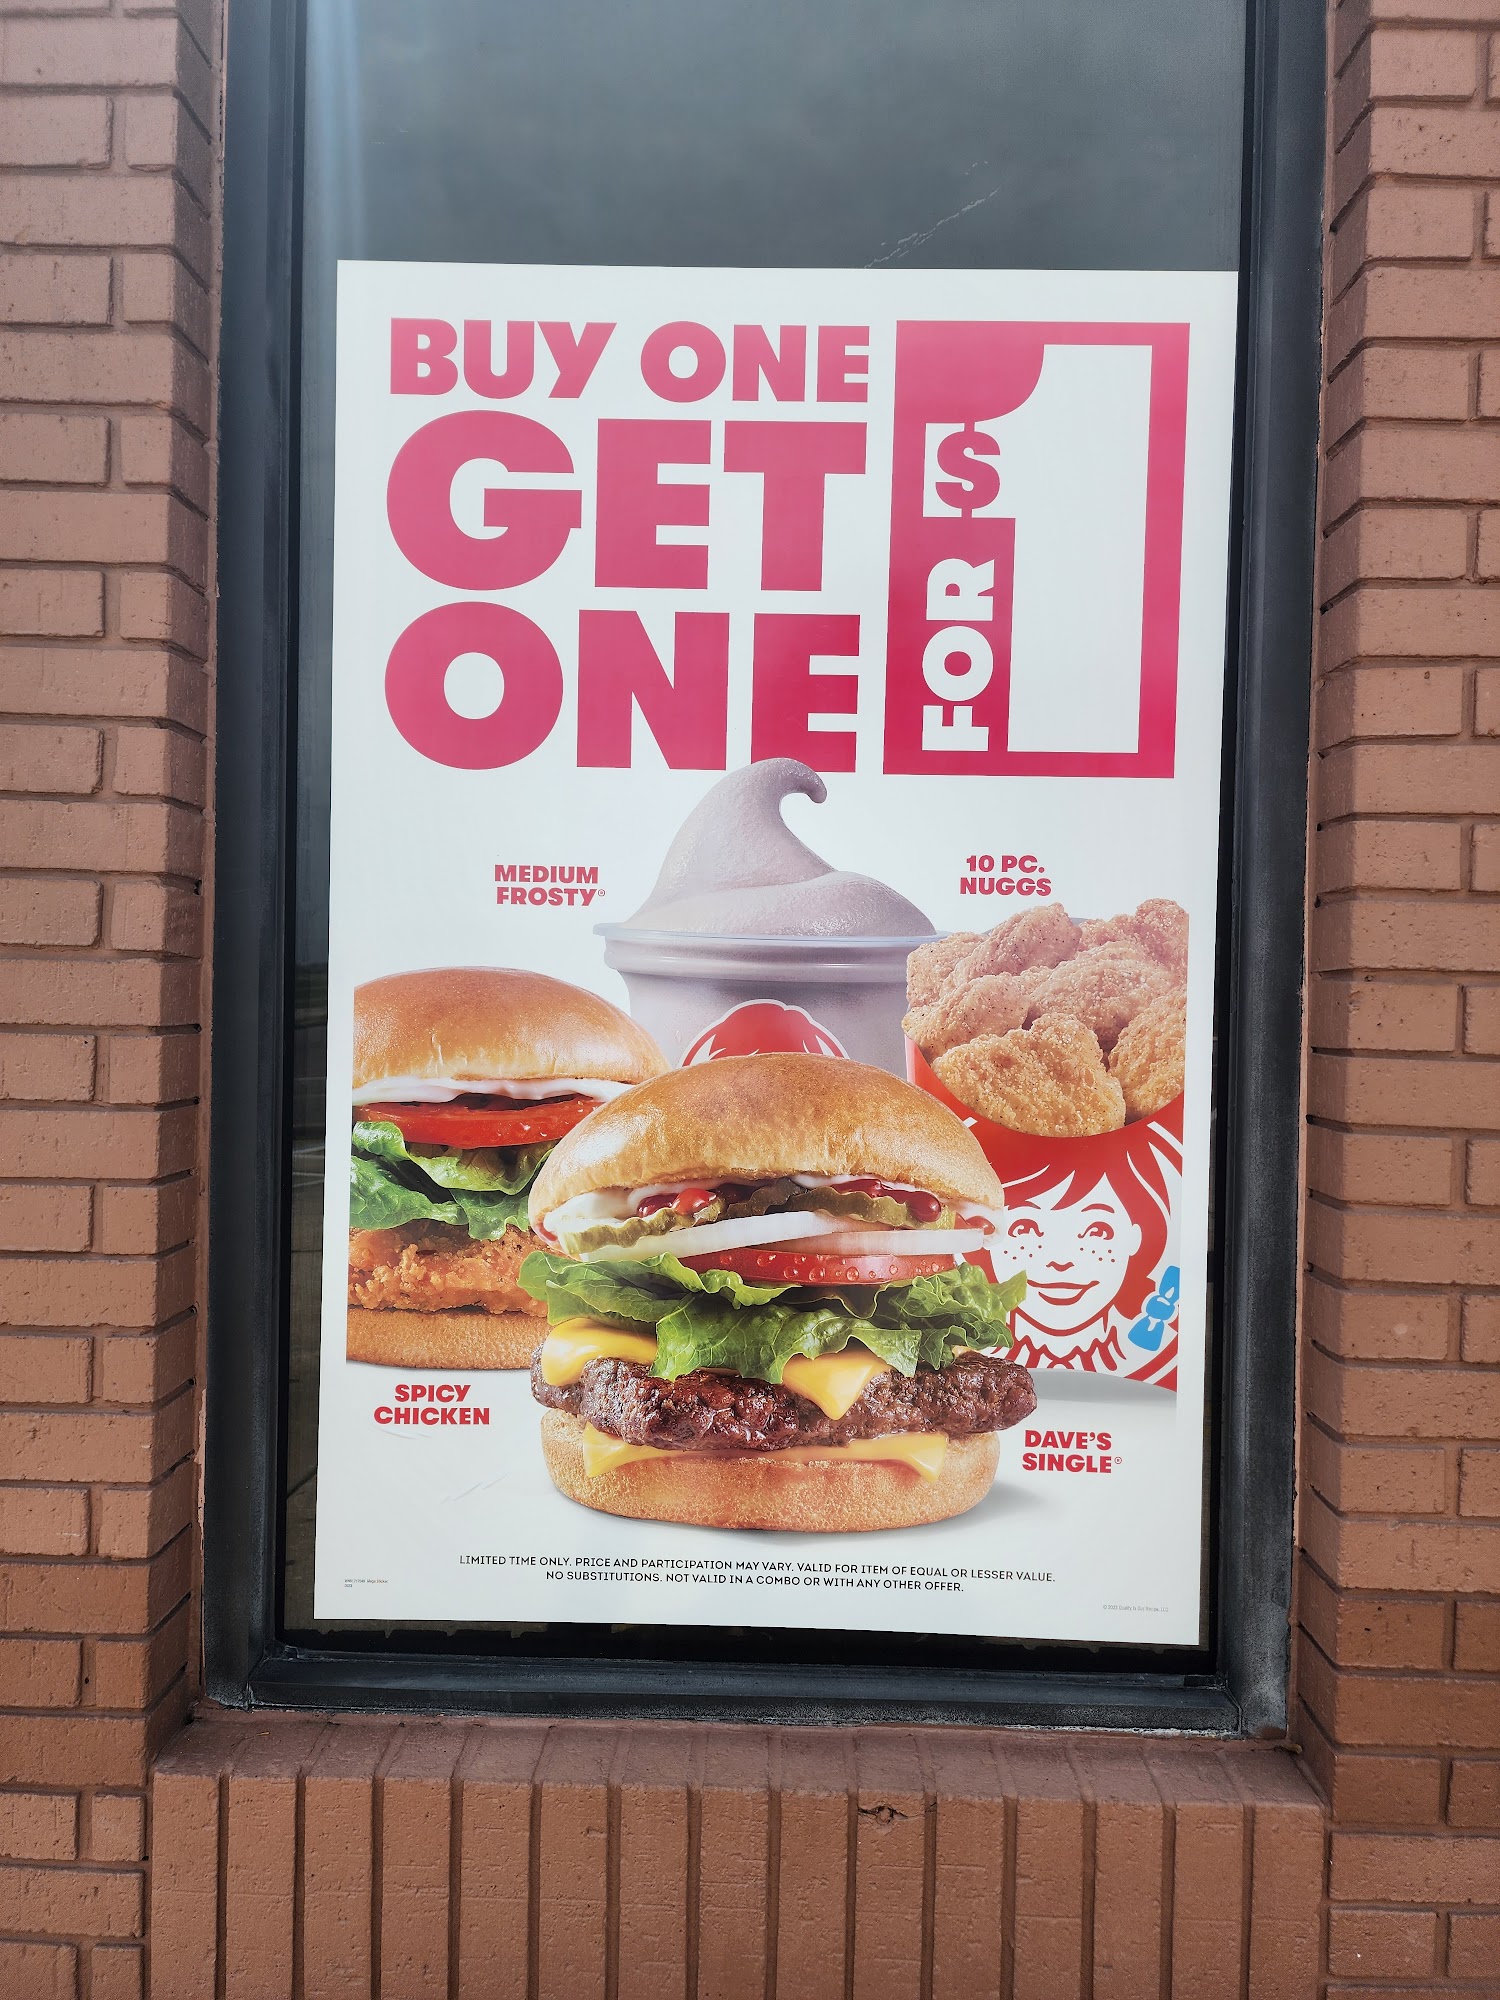 BUY ONE
GET
ONE
FOR $1
MEDIUM
FROSTY®
10 PC.
NUGGS
SPICY
CHICKEN
DAVE'S
SINGLE®
LIMITED TIME ONLY. PRICE AND PARTICIPATION MAY VARY. VALID FOR ITEM OF EQUAL OR LESSER VALUE.
NO SUBSTITUTIONS. NOT VALID IN A COMBO OR WITH ANY OTHER OFFER.